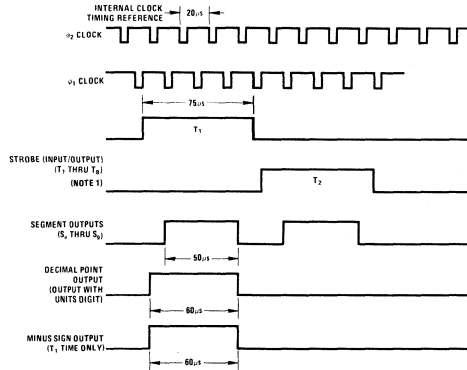 INTERNAL CLOCK
TIMING REFERENCE
20μs
φ2 CLOCK
φ1 CLOCK
75μs
T1
STROBE (INPUT/OUTPUT)
(T1 THRU T8)
(NOTE 1)
T2
SEGMENT OUTPUTS
(Sa THRU Sg)
50μs
DECIMAL POINT
OUTPUT
(OUTPUT WITH
UNITS DIGIT)
60μs
MINUS SIGN OUTPUT
(T1 TIME ONLY)
60μs